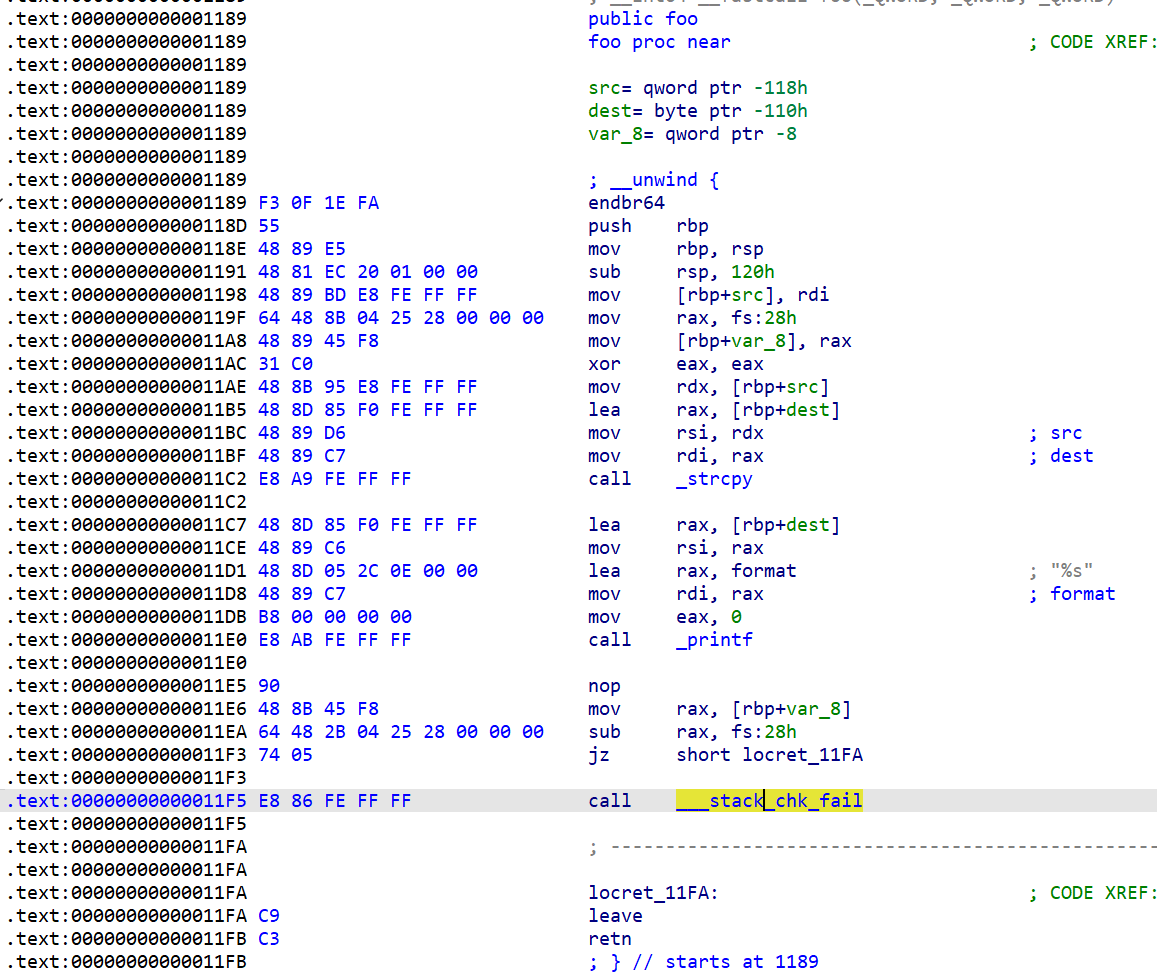 .text:0000000000001189 public foo
.text:0000000000001189 foo proc near ; CODE XREF:
.text:0000000000001189
.text:0000000000001189 src= qword ptr -118h
.text:0000000000001189 dest= byte ptr -110h
.text:0000000000001189 var_8= qword ptr -8
.text:0000000000001189
.text:0000000000001189 ; __unwind {
.text:0000000000001189 F3 0F 1E FA endbr64
.text:000000000000118D 55 push rbp
.text:000000000000118E 48 89 E5 mov rbp, rsp
.text:0000000000001191 48 81 EC 20 01 00 00 sub rsp, 120h
.text:0000000000001198 48 89 BD E8 FE FF FF mov [rbp+src], rdi
.text:000000000000119F 64 48 8B 04 25 28 00 00 00 mov rax, fs:28h
.text:00000000000011A8 48 89 45 F8 mov [rbp+var_8], rax
.text:00000000000011AC 31 C0 xor eax, eax
.text:00000000000011AE 48 8B 95 E8 FE FF FF mov rdx, [rbp+src]
.text:00000000000011B5 48 8D 85 F0 FE FF FF lea rax, [rbp+dest]
.text:00000000000011BC 48 89 D6 mov rsi, rdx ; src
.text:00000000000011BF 48 89 C7 mov rdi, rax ; dest
.text:00000000000011C2 E8 A9 FE FF FF call _strcpy
.text:00000000000011C2
.text:00000000000011C7 48 8D 85 F0 FE FF FF lea rax, [rbp+dest]
.text:00000000000011CE 48 89 C6 mov rsi, rax
.text:00000000000011D1 48 8D 05 2C 0E 00 00 lea rax, format ; "%s"
.text:00000000000011D8 48 89 C7 mov rdi, rax ; format
.text:00000000000011DB B8 00 00 00 00 mov eax, 0
.text:00000000000011E0 E8 AB FE FF FF call _printf
.text:00000000000011E0
.text:00000000000011E5 90 nop
.text:00000000000011E6 48 8B 45 F8 mov rax, [rbp+var_8]
.text:00000000000011EA 64 48 2B 04 25 28 00 00 00 sub rax, fs:28h
.text:00000000000011F3 74 05 jz short locret_11FA
.text:00000000000011F3
.text:00000000000011F5 E8 86 FE FF FF call ___stack_chk_fail
.text:00000000000011F5
.text:00000000000011FA ; --------------------------------------------------
.text:00000000000011FA
.text:00000000000011FA locret_11FA: ; CODE XREF:
.text:00000000000011FA C9 leave
.text:00000000000011FB C3 retn
.text:00000000000011FB ; } // starts at 1189